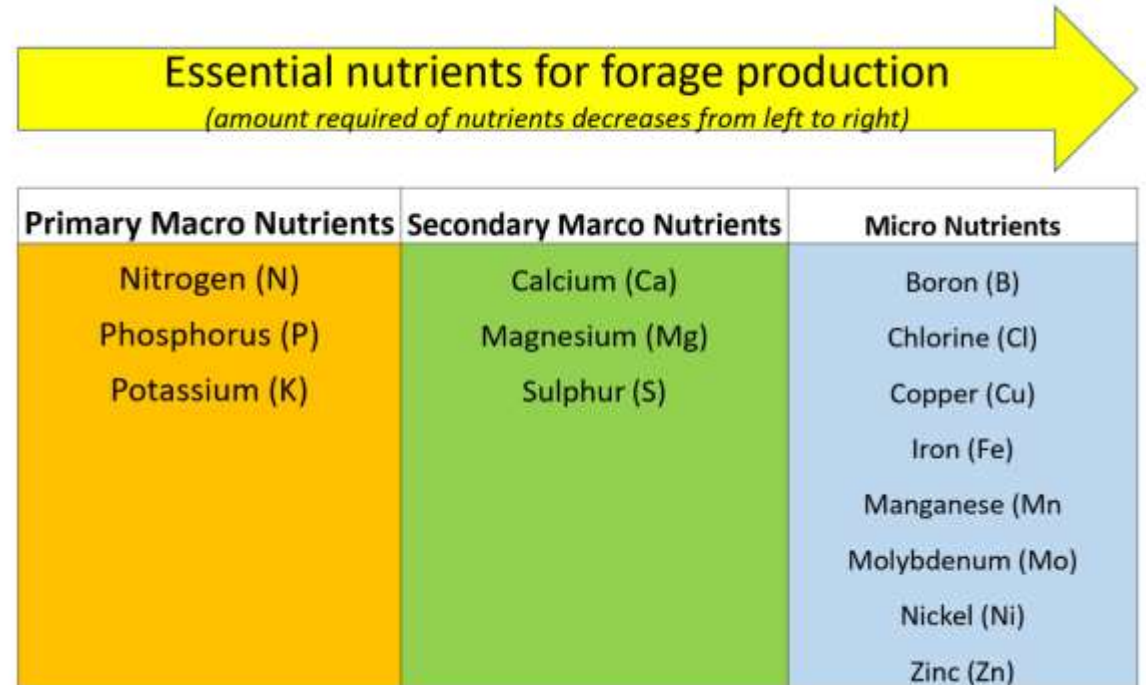 Essential nutrients for forage production
(amount required of nutrients decreases from left to right)
Primary Macro Nutrients
Nitrogen (N)
Phosphorus (P)
Potassium (K)
Secondary Marco Nutrients
Calcium (Ca)
Magnesium (Mg)
Sulphur (S)
Micro Nutrients
Boron (B)
Chlorine (Cl)
Copper (Cu)
Iron (Fe)
Manganese (Mn
Molybdenum (Mo)
Nickel (Ni)
Zinc (Zn)